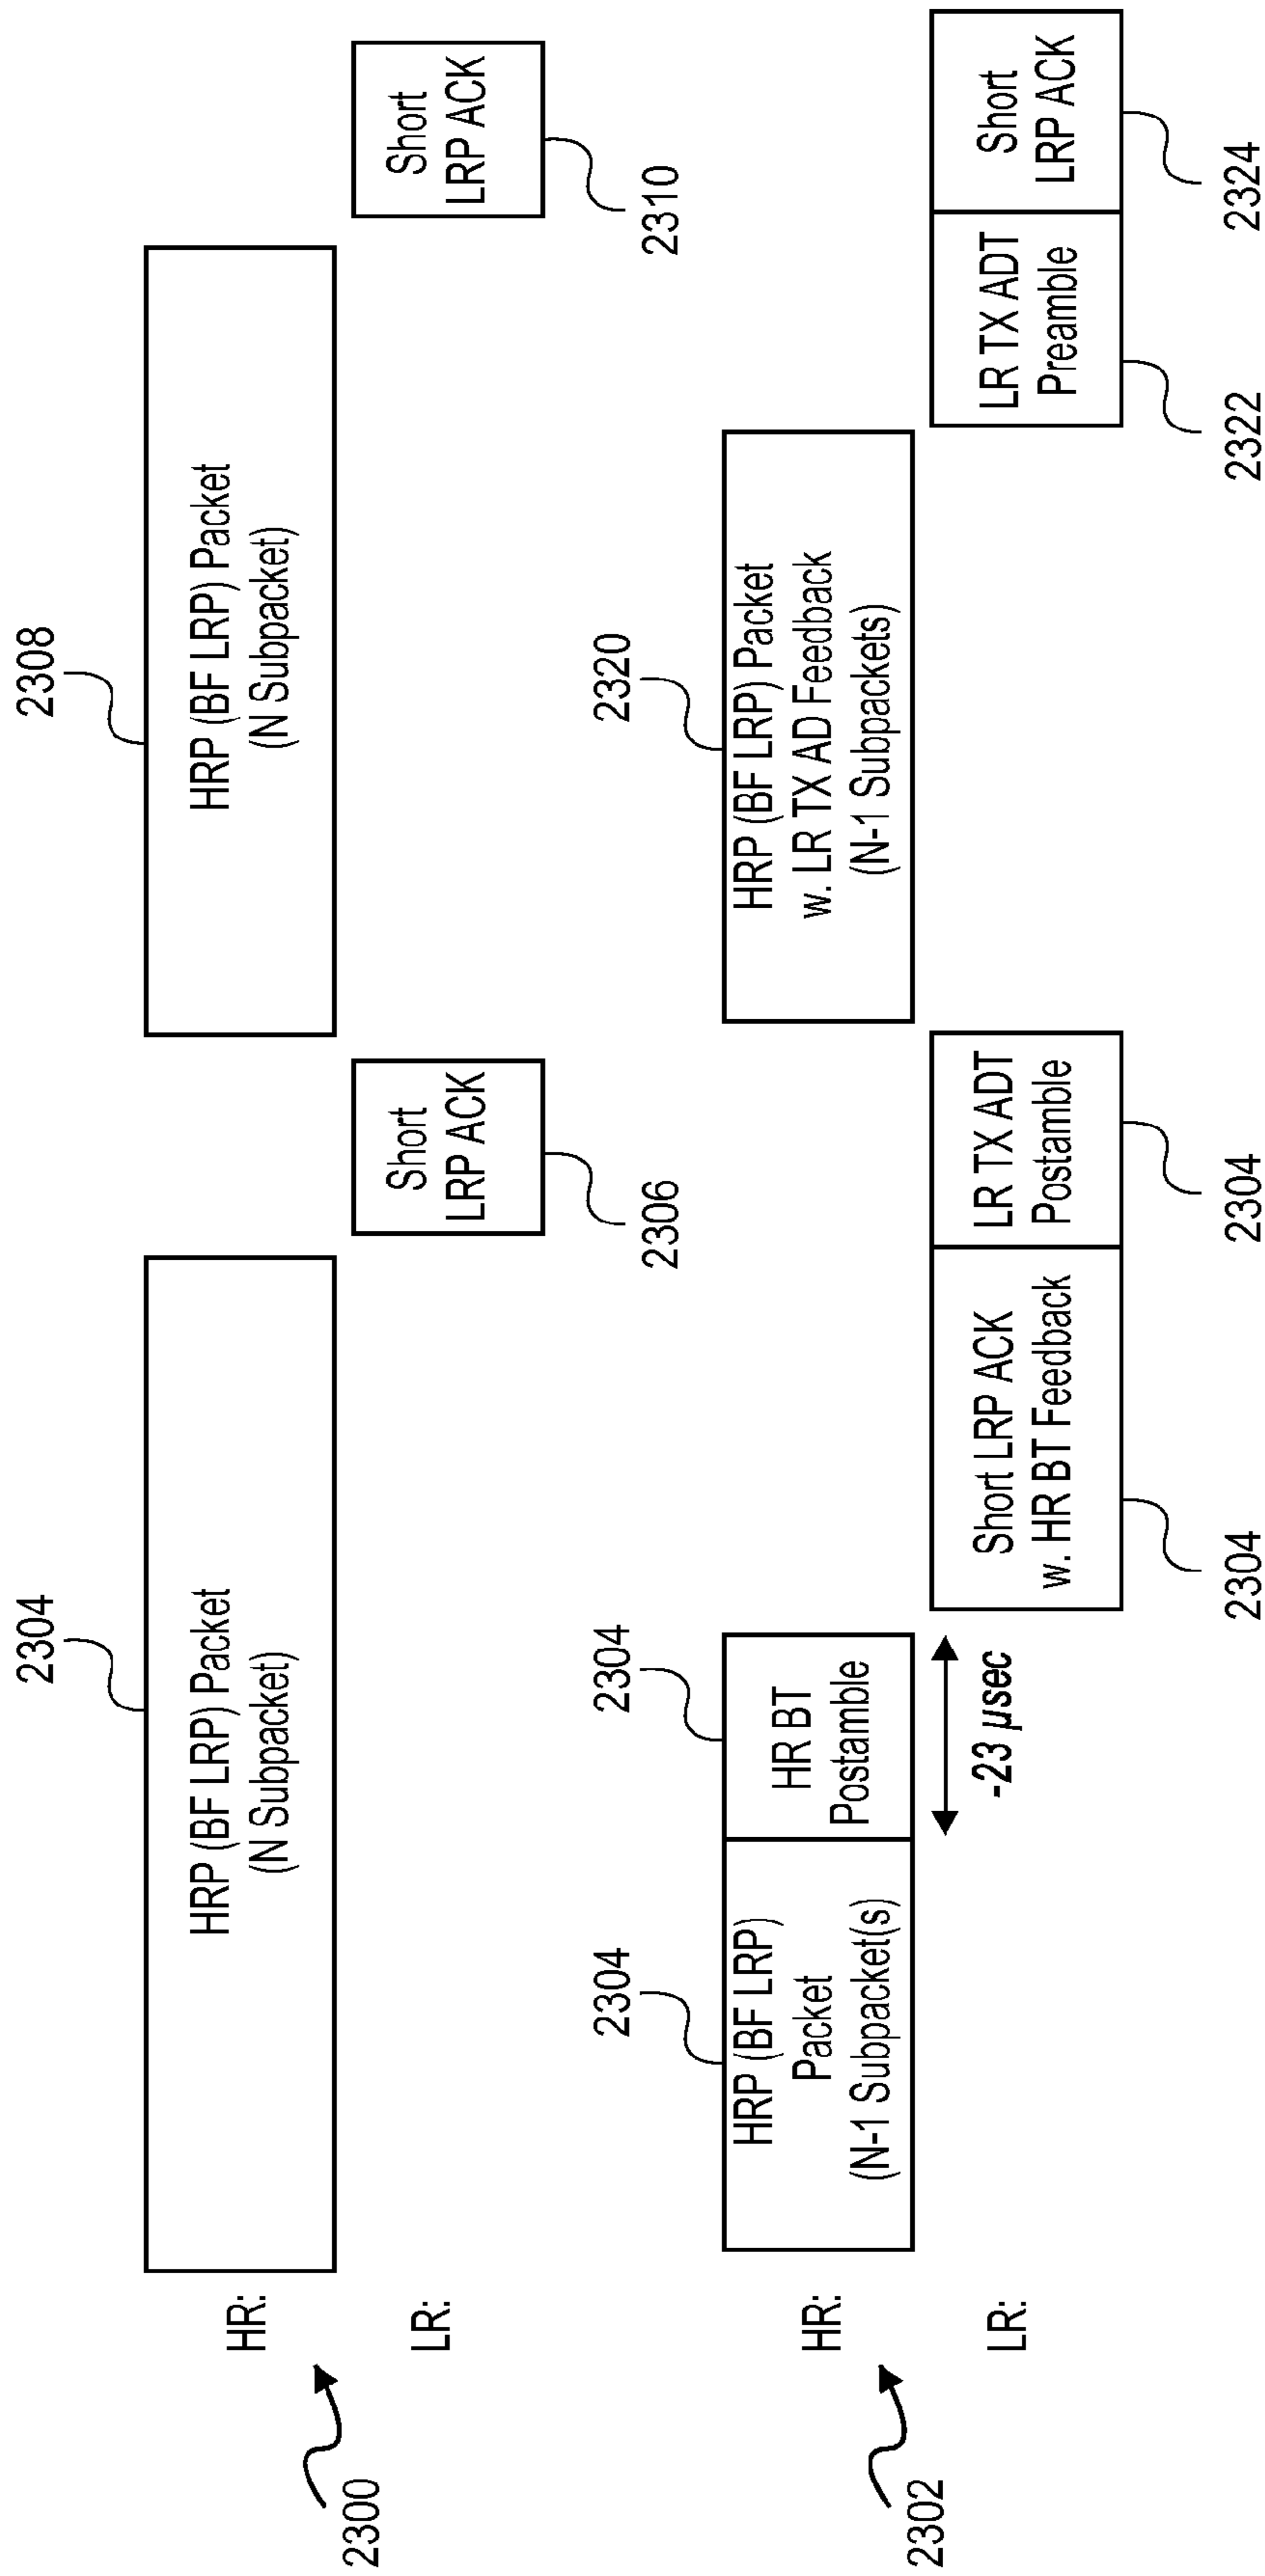 2304
2308
HR:
HRP (BF LRP) Packet
(N Subpacket)
HRP (BF LRP) Packet
(N Subpacket)
2300
LR:
Short
LRP ACK
Short
LRP ACK
2306
2310
2304
2304
2320
HR:
HRP (BF LRP)
Packet
(N-1 Subpacket(s)
HR BT
Postamble
HRP (BF LRP) Packet
w. LR TX AD Feedback
(N-1 Subpackets)
2302
LR:
-23 µsec
Short LRP ACK
w. HR BT Feedback
LR TX ADT
Postamble
LR TX ADT
Preamble
Short
LRP ACK
2304
2304
2322
2324